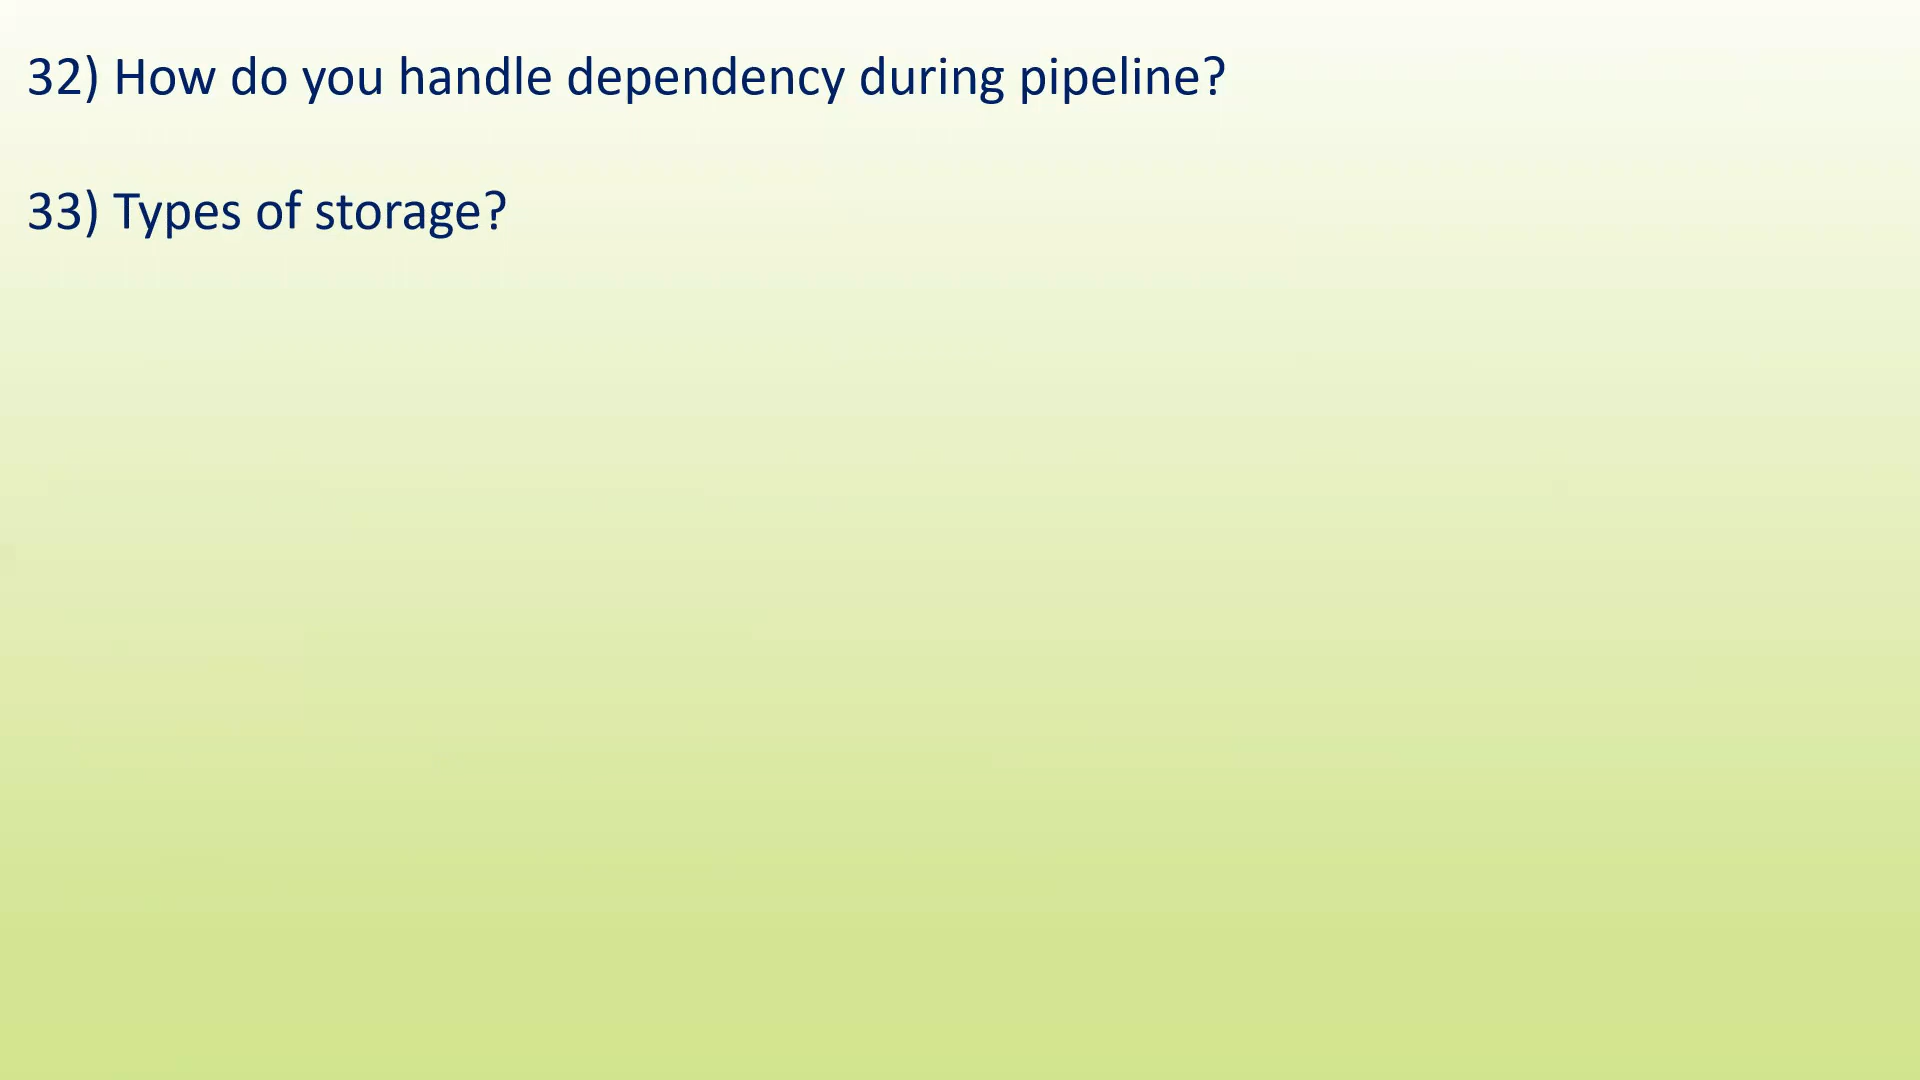 32) How do you handle dependency during pipeline?
33) Types of storage?